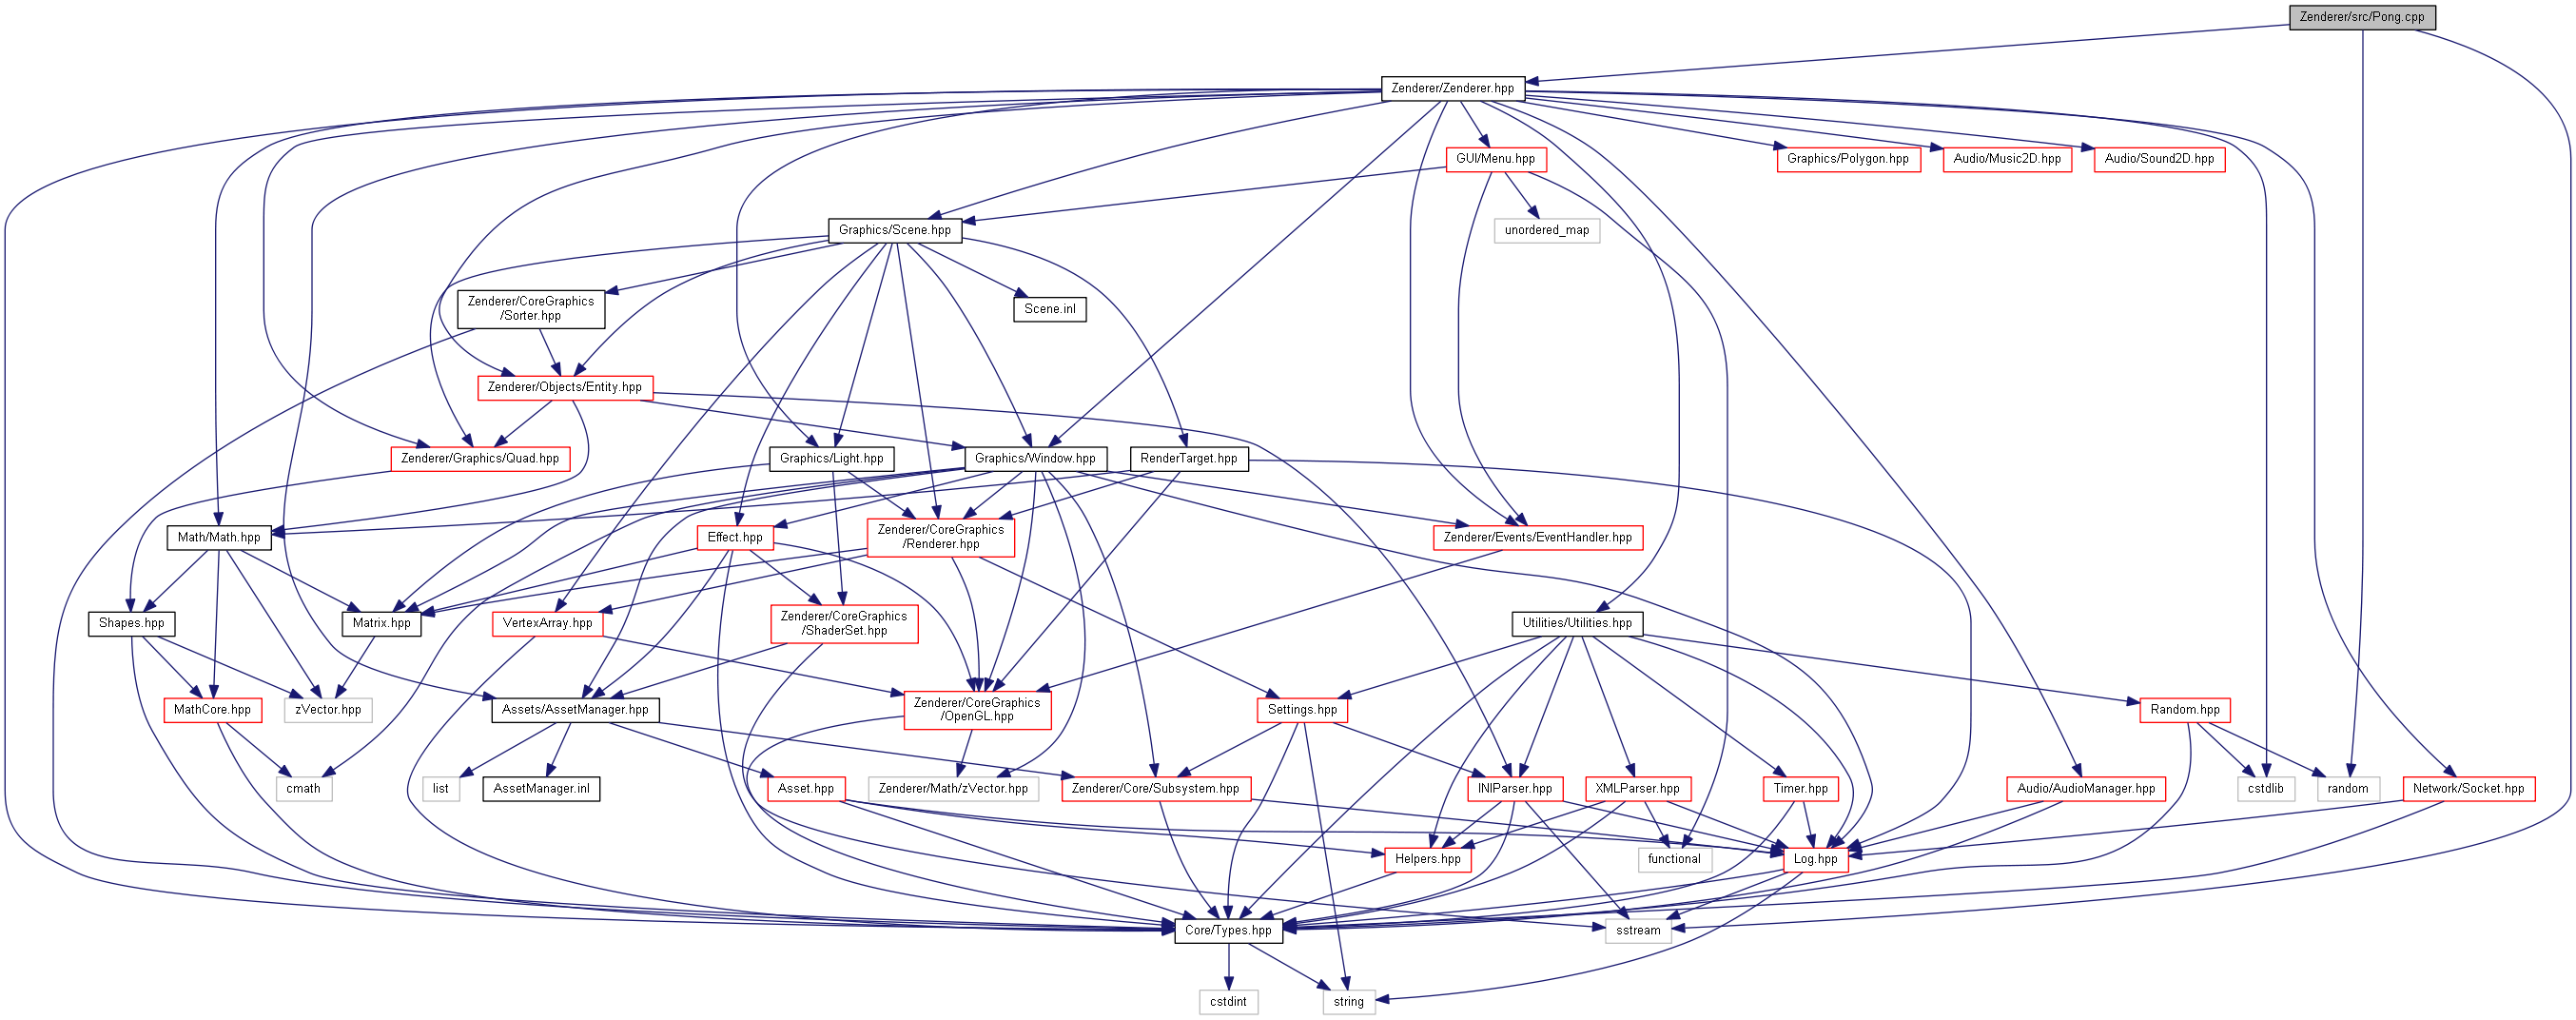 Zenderer/src/Pong.cpp
Zenderer/Zenderer.hpp
GUI/Menu.hpp
Graphics/Polygon.hpp
Audio/Music2D.hpp
Audio/Sound2D.hpp
Graphics/Scene.hpp
unordered_map
Zenderer/CoreGraphics
/Sorter.hpp
Scene.inl
Zenderer/Objects/Entity.hpp
Zenderer/Graphics/Quad.hpp
Graphics/Light.hpp
Graphics/Window.hpp
RenderTarget.hpp
Math/Math.hpp
Effect.hpp
Zenderer/CoreGraphics
/Renderer.hpp
Zenderer/Events/EventHandler.hpp
Shapes.hpp
Matrix.hpp
VertexArray.hpp
Zenderer/CoreGraphics
/ShaderSet.hpp
Utilities/Utilities.hpp
MathCore.hpp
zVector.hpp
Assets/AssetManager.hpp
Zenderer/CoreGraphics
/OpenGL.hpp
Settings.hpp
Random.hpp
cmath
list
AssetManager.inl
Asset.hpp
Zenderer/Math/zVector.hpp
Zenderer/Core/Subsystem.hpp
INIParser.hpp
XMLParser.hpp
Timer.hpp
Audio/AudioManager.hpp
cstdlib
random
Network/Socket.hpp
Helpers.hpp
functional
Log.hpp
Core/Types.hpp
sstream
cstdint
string